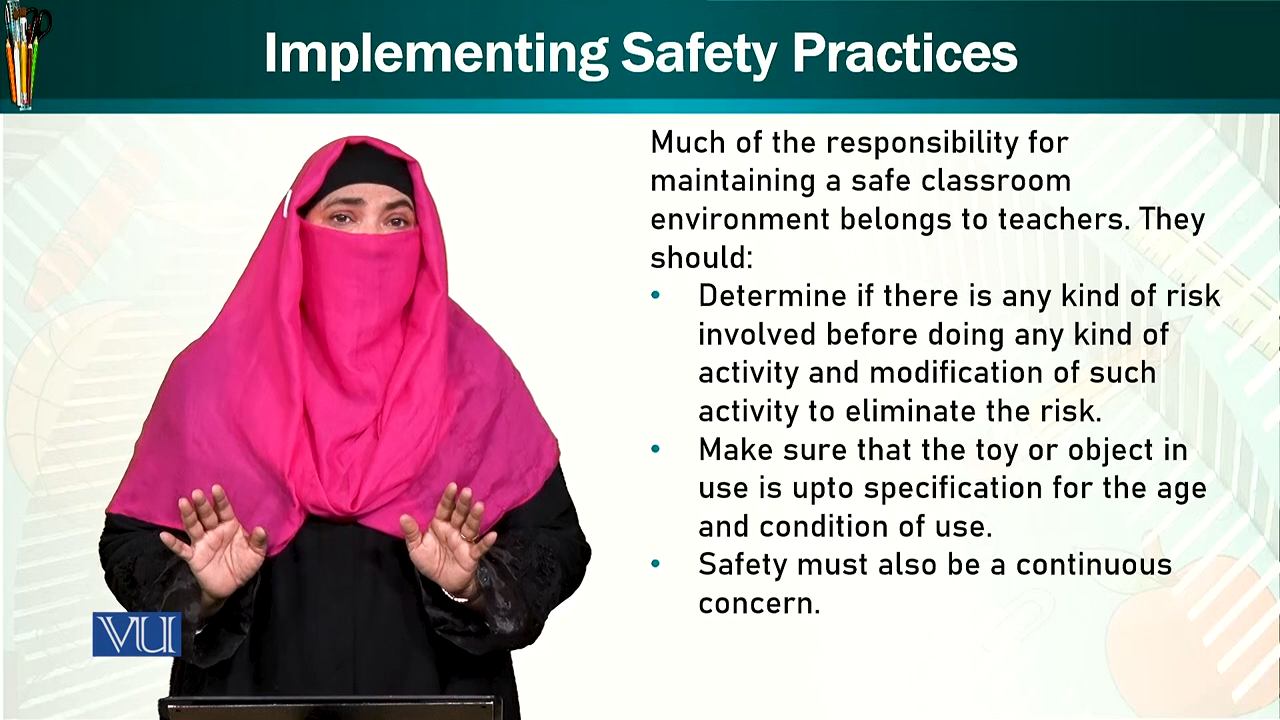 Implementing Safety Practices
Much of the responsibility for
maintaining a safe classroom
environment belongs to teachers. They
should:
• Determine if there is any kind of risk
involved before doing any kind of
activity and modification of such
activity to eliminate the risk.
• Make sure that the toy or object in
use is upto specification for the age
and condition of use.
• Safety must also be a continuous
concern.
VU